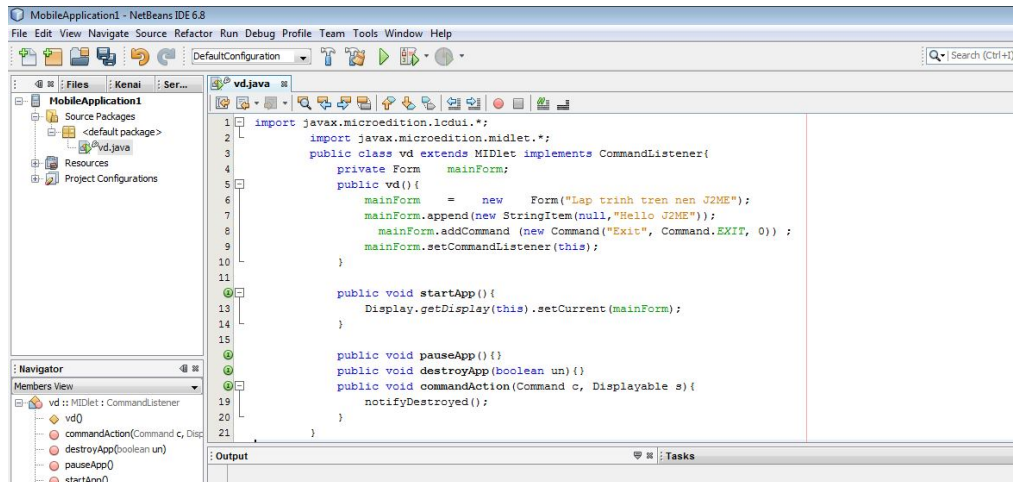 MobileApplication1 - NetBeans IDE 6.8
File Edit View Navigate Source Refactor Run Debug Profile Team Tools Window Help
DefaultConfiguration
Search (Ctrl+I)
Files Kenai Ser...
vd.java
MobileApplication1
Source Packages
<default package>
vd.java
Resources
Project Configurations
1 import javax.microedition.lcdui.*;
2 import javax.microedition.midlet.*;
3 public class vd extends MIDlet implements CommandListener{
4 private Form mainForm;
5 public vd(){
6 mainForm = new Form("Lap trinh tren nen J2ME");
7 mainForm.append(new StringItem(null,"Hello J2ME"));
8 mainForm.addCommand (new Command("Exit", Command.EXIT, 0)) ;
9 mainForm.setCommandListener(this);
10 }
11
public void startApp(){
13 Display.getDisplay(this).setCurrent(mainForm);
14 }
15
public void pauseApp(){}
public void destroyApp(boolean un){}
public void commandAction(Command c, Displayable s){
19 notifyDestroyed();
20 }
21 }
Navigator
Members View
vd :: MIDlet : CommandListener
vd()
commandAction(Command c, Disp
destroyApp(boolean un)
pauseApp()
startApp()
Output
Tasks